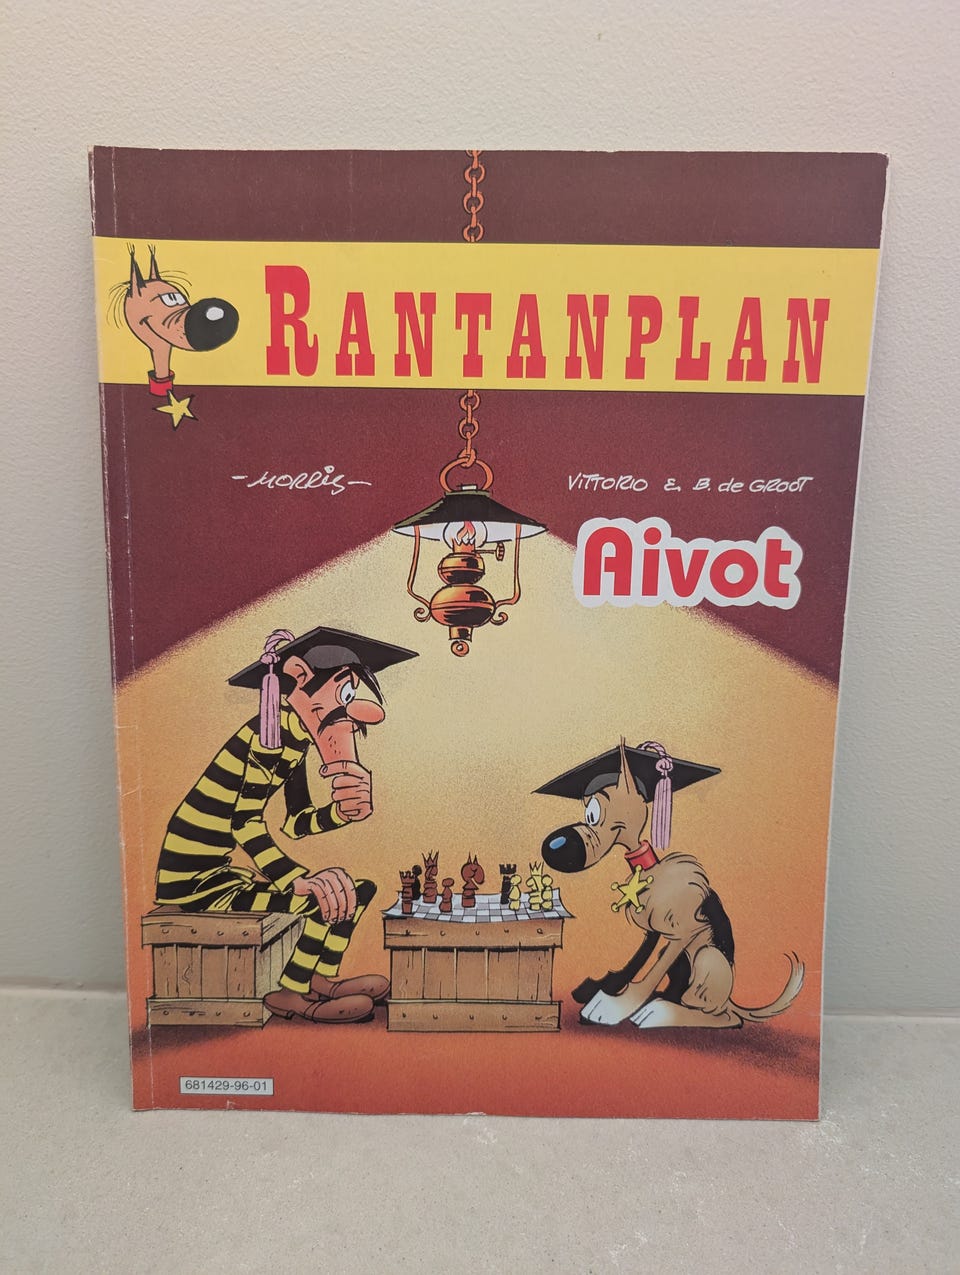 RANTANPLAN
-MORRIS-
VITTORIO & B. de GROOT
Aivot
681429-96-01